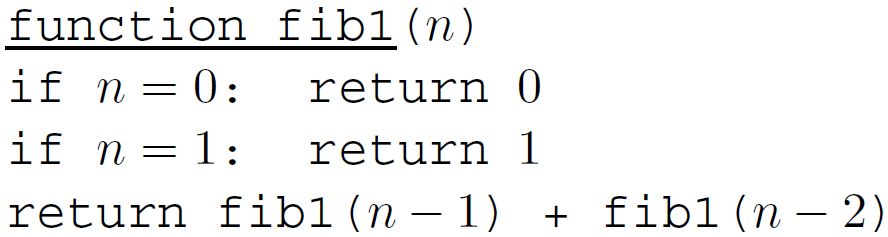 function fib1(n)
if n = 0: return 0
if n = 1: return 1
return fib1(n − 1) + fib1(n − 2)